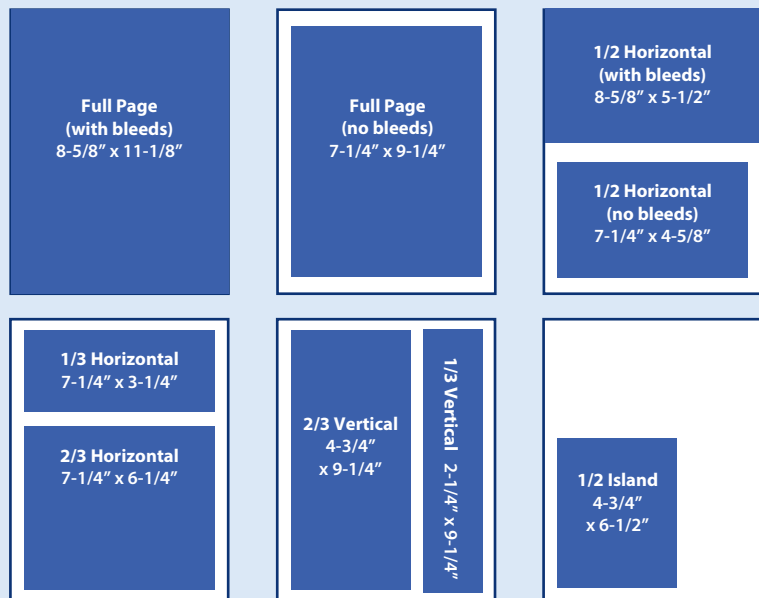 Full Page
(with bleeds)
8-5/8” x 11-1/8”
Full Page
(no bleeds)
7-1/4” x 9-1/4”
1/2 Horizontal
(with bleeds)
8-5/8” x 5-1/2”
1/2 Horizontal
(no bleeds)
7-1/4” x 4-5/8”
1/3 Horizontal
7-1/4” x 3-1/4”
2/3 Horizontal
7-1/4” x 6-1/4”
2/3 Vertical
4-3/4”
x 9-1/4”
1/3 Vertical 2-1/4” x 9-1/4”
1/2 Island
4-3/4”
x 6-1/2”